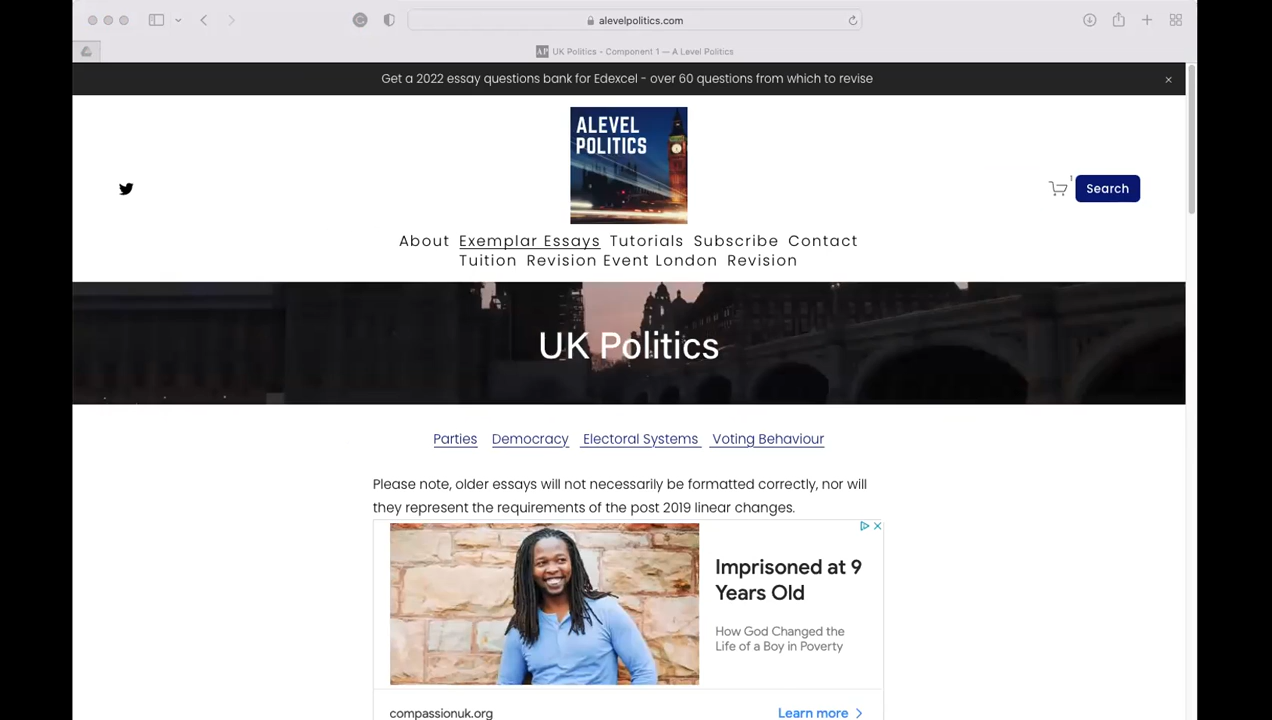 alevelpolitics.com
AP UK Politics - Component 1 — A Level Politics
Get a 2022 essay questions bank for Edexcel - over 60 questions from which to revise
ALEVEL
POLITICS
1
Search
About Exemplar Essays Tutorials Subscribe Contact
Tuition Revision Event London Revision
UK Politics
Parties Democracy Electoral Systems Voting Behaviour
Please note, older essays will not necessarily be formatted correctly, nor will
they represent the requirements of the post 2019 linear changes.
Imprisoned at 9
Years Old
How God Changed the
Life of a Boy in Poverty
compassionuk.org
Learn more